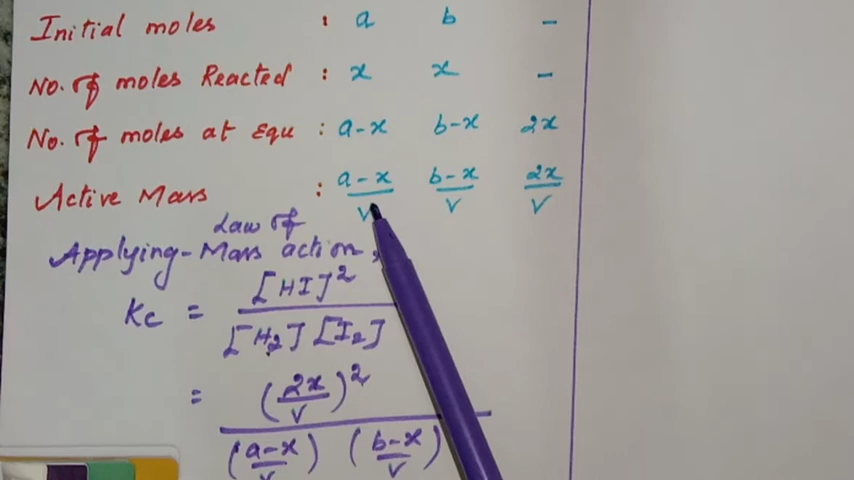 Initial moles : a b -
No. of moles Reacted : x x -
No. of moles at Equ : a-x b-x 2x
Active Mass : a-x/V b-x/V 2x/V
Law of
Applying Mass action,
Kc = [HI]²
[H₂] [I₂]
= (2x/V)²
(a-x/V) (b-x/V)